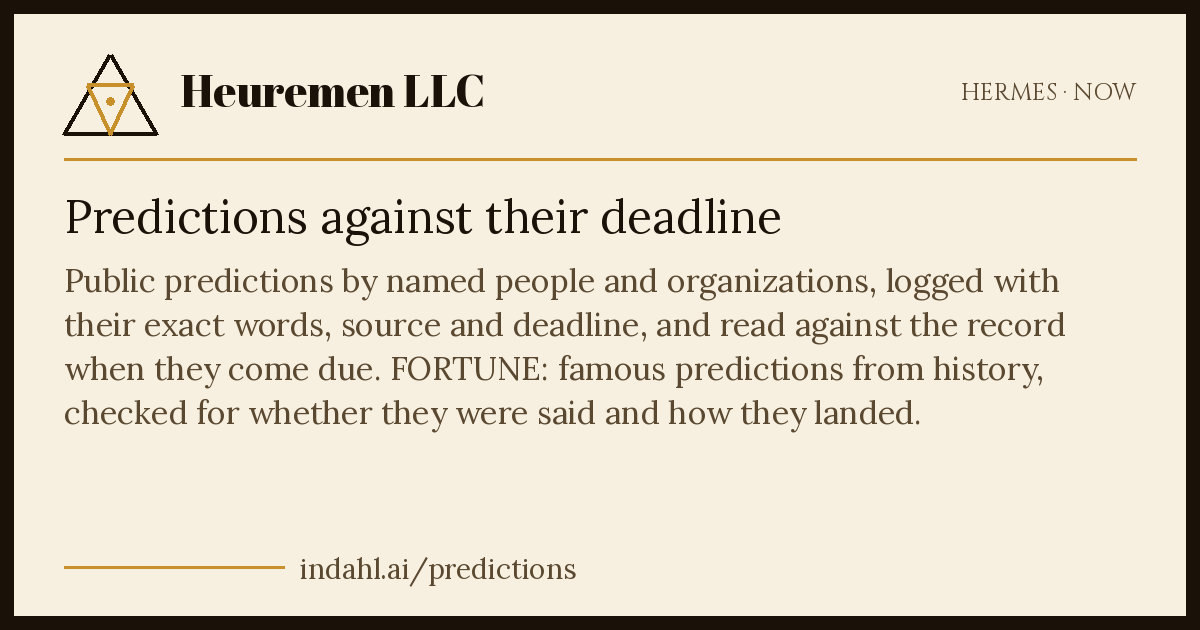 Heuremen LLC
HERMES · NOW
Predictions against their deadline
Public predictions by named people and organizations, logged with
their exact words, source and deadline, and read against the record
when they come due. FORTUNE: famous predictions from history,
checked for whether they were said and how they landed.
indahl.ai/predictions